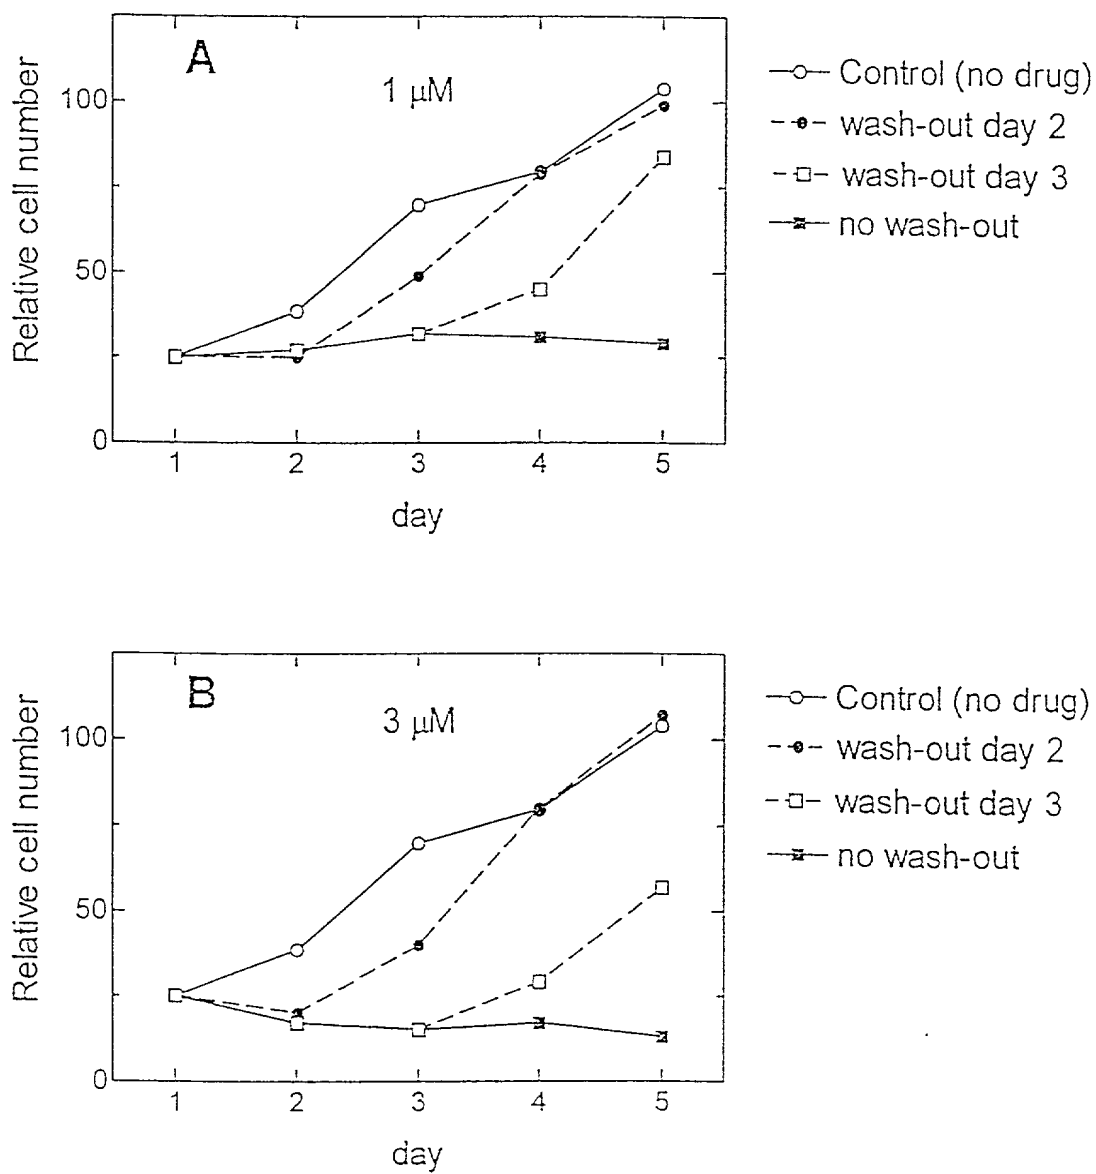 A
1 µM
Relative cell number
100
50
0
1 2 3 4 5
day
Control (no drug)
wash-out day 2
wash-out day 3
no wash-out
B
3 µM
Relative cell number
100
50
0
1 2 3 4 5
day
Control (no drug)
wash-out day 2
wash-out day 3
no wash-out